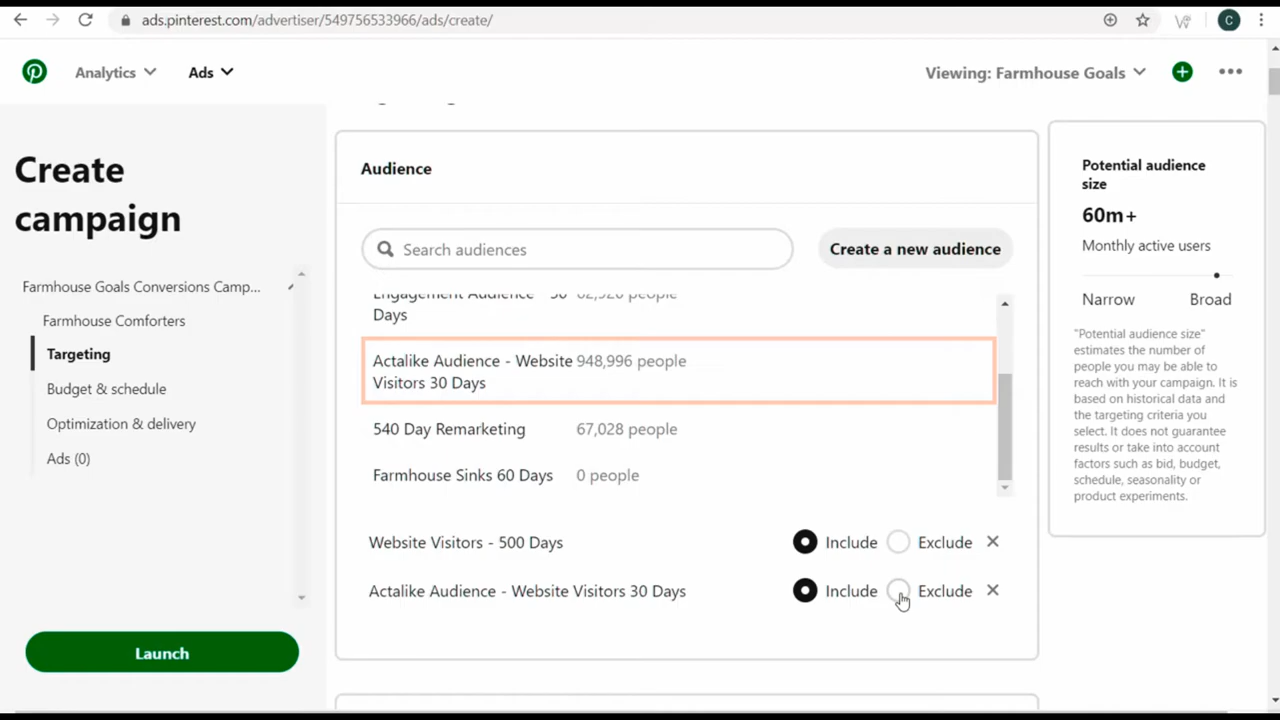 ads.pinterest.com/advertiser/549756533966/ads/create/
C
Analytics
Ads
Viewing: Farmhouse Goals
Create
campaign
Farmhouse Goals Conversions Camp...
Farmhouse Comforters
Targeting
Budget & schedule
Optimization & delivery
Ads (0)
Launch
Audience
Search audiences
Create a new audience
Engagement Audience - 30 62,520 people
Days
Actalike Audience - Website 948,996 people
Visitors 30 Days
540 Day Remarketing 67,028 people
Farmhouse Sinks 60 Days 0 people
Website Visitors - 500 Days Include Exclude
Actalike Audience - Website Visitors 30 Days Include Exclude
Potential audience
size
60m+
Monthly active users
Narrow Broad
"Potential audience size"
estimates the number of
people you may be able to
reach with your campaign. It
is based on historical data and
the targeting criteria you
select. It does not guarantee
results or take into account
factors such as bid, budget,
schedule, seasonality or
product experiments.